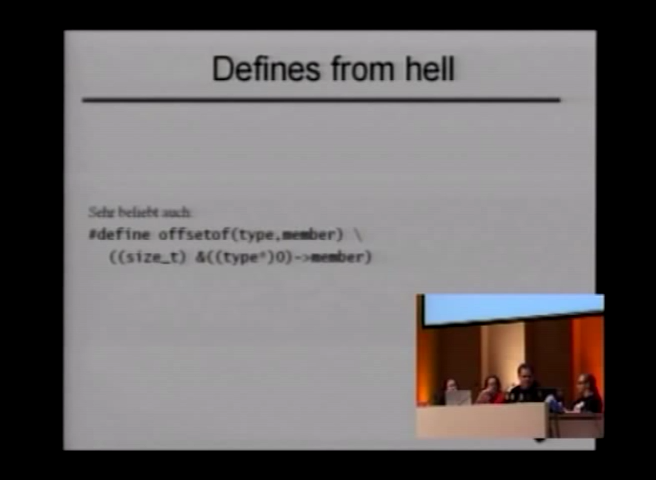 Defines from hell
Sehr beliebt auch:
#define offsetof(type,member) \
((size_t) &((type*)0)->member)